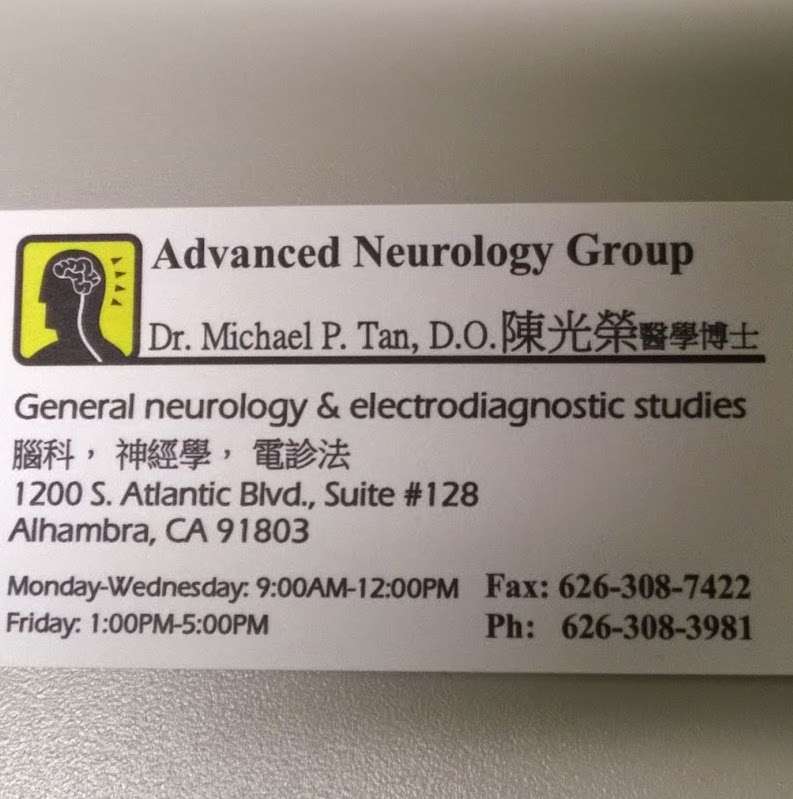 Advanced Neurology Group
Dr. Michael P. Tan, D.O.陳光榮醫學博士
General neurology & electrodiagnostic studies
腦科， 神經學， 電診法
1200 S. Atlantic Blvd., Suite #128
Alhambra, CA 91803
Monday-Wednesday: 9:00AM-12:00PM Fax: 626-308-7422
Friday: 1:00PM-5:00PM Ph: 626-308-3981